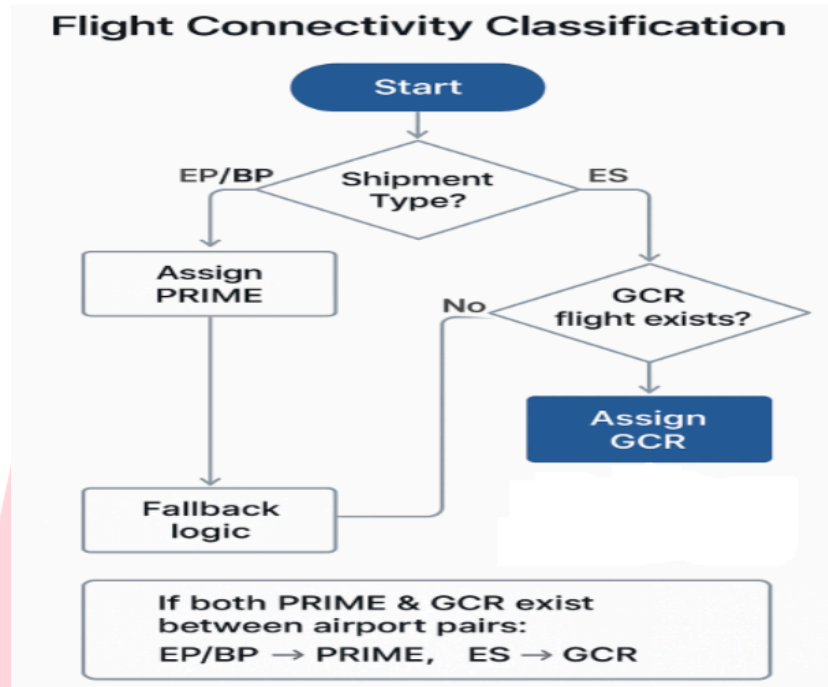 Flight Connectivity Classification
Start
EP/BP
Shipment
Type?
ES
Assign
PRIME
No
GCR
flight exists?
Assign
GCR
Fallback
logic
If both PRIME & GCR exist
between airport pairs:
EP/BP → PRIME, ES → GCR